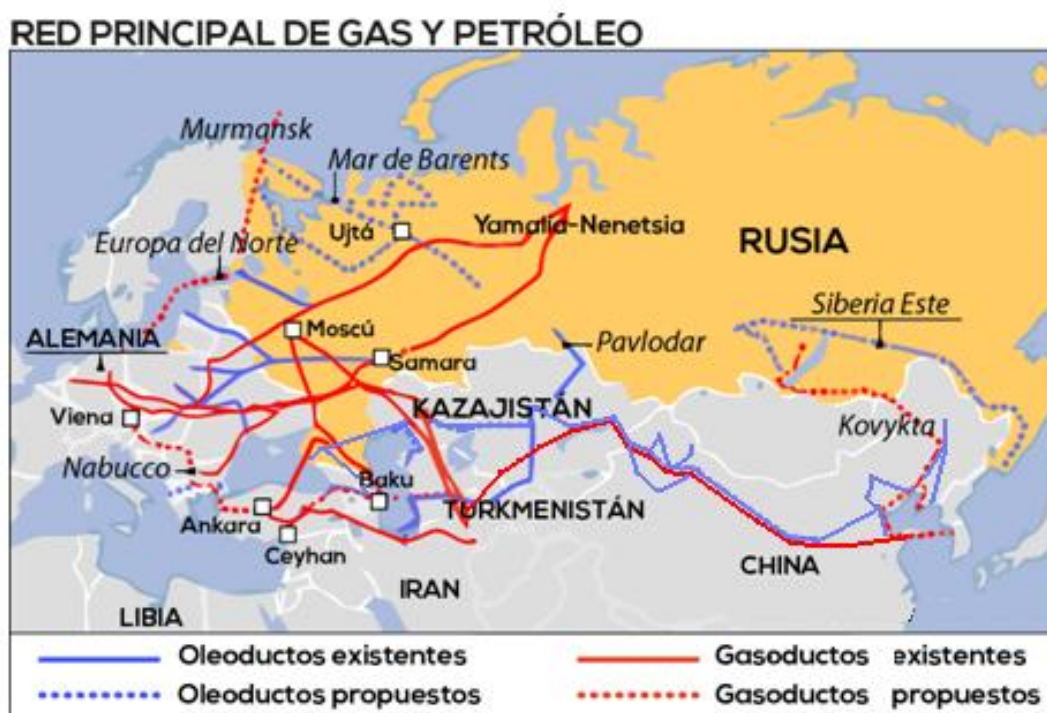 RED PRINCIPAL DE GAS Y PETRÓLEO
Murmansk
Mar de Barents
Ujtá
Yamalia-Nenetsia
RUSIA
Europa del Norte
Siberia Este
ALEMANIA
Moscú
Pavlodar
Samara
Viena
KAZAJISTÁN
Kovykta
Nabucco
Baku
Ankara
TURKMENISTÁN
Ceyhan
CHINA
IRAN
LIBIA
Oleoductos existentes
Gasoductos existentes
Oleoductos propuestos
Gasoductos propuestos